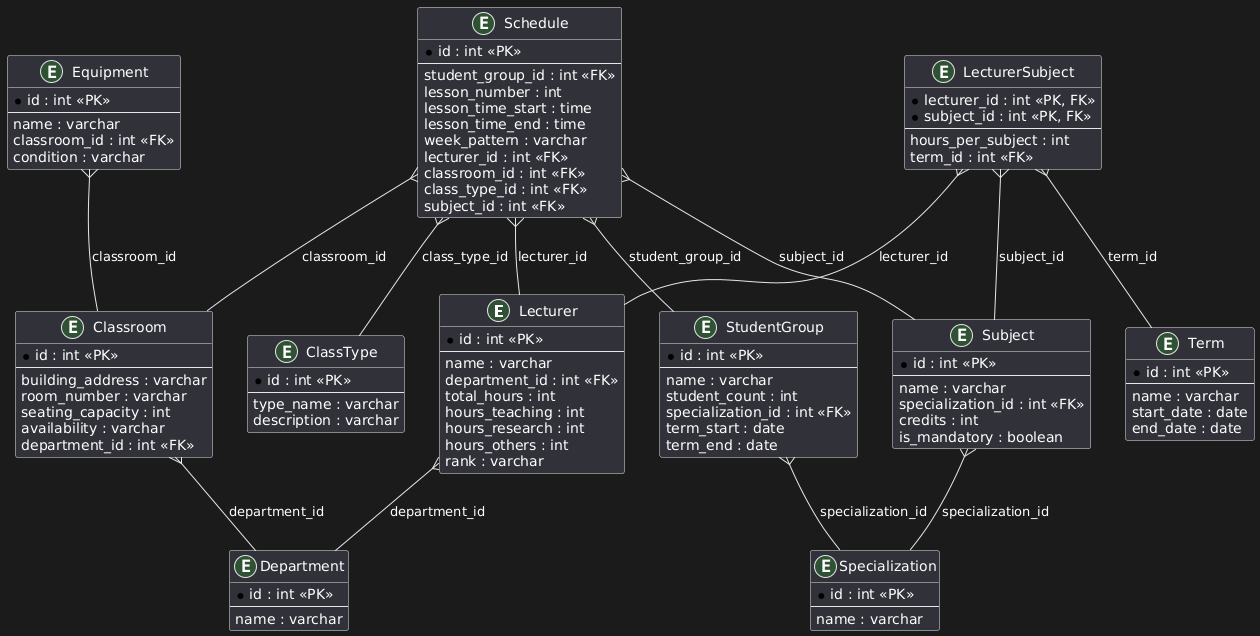 E Schedule
id : int «PK»
student_group_id : int «FK»
lesson_number : int
lesson_time_start : time
lesson_time_end : time
week_pattern : varchar
lecturer_id : int «FK»
classroom_id : int «FK»
class_type_id : int «FK»
subject_id : int «FK»
E Equipment
id : int «PK»
name : varchar
classroom_id : int «FK»
condition : varchar
E LecturerSubject
lecturer_id : int «PK, FK»
subject_id : int «PK, FK»
hours_per_subject : int
term_id : int «FK»
classroom_id
classroom_id
class_type_id
lecturer_id
student_group_id
subject_id
lecturer_id
subject_id
term_id
E Classroom
id : int «PK»
building_address : varchar
room_number : varchar
seating_capacity : int
availability : varchar
department_id : int «FK»
E ClassType
id : int «PK»
type_name : varchar
description : varchar
E Lecturer
id : int «PK»
name : varchar
department_id : int «FK»
total_hours : int
hours_teaching : int
hours_research : int
hours_others : int
rank : varchar
E StudentGroup
id : int «PK»
name : varchar
student_count : int
specialization_id : int «FK»
term_start : date
term_end : date
E Subject
id : int «PK»
name : varchar
specialization_id : int «FK»
credits : int
is_mandatory : boolean
E Term
id : int «PK»
name : varchar
start_date : date
end_date : date
department_id
department_id
specialization_id
specialization_id
E Department
id : int «PK»
name : varchar
E Specialization
id : int «PK»
name : varchar